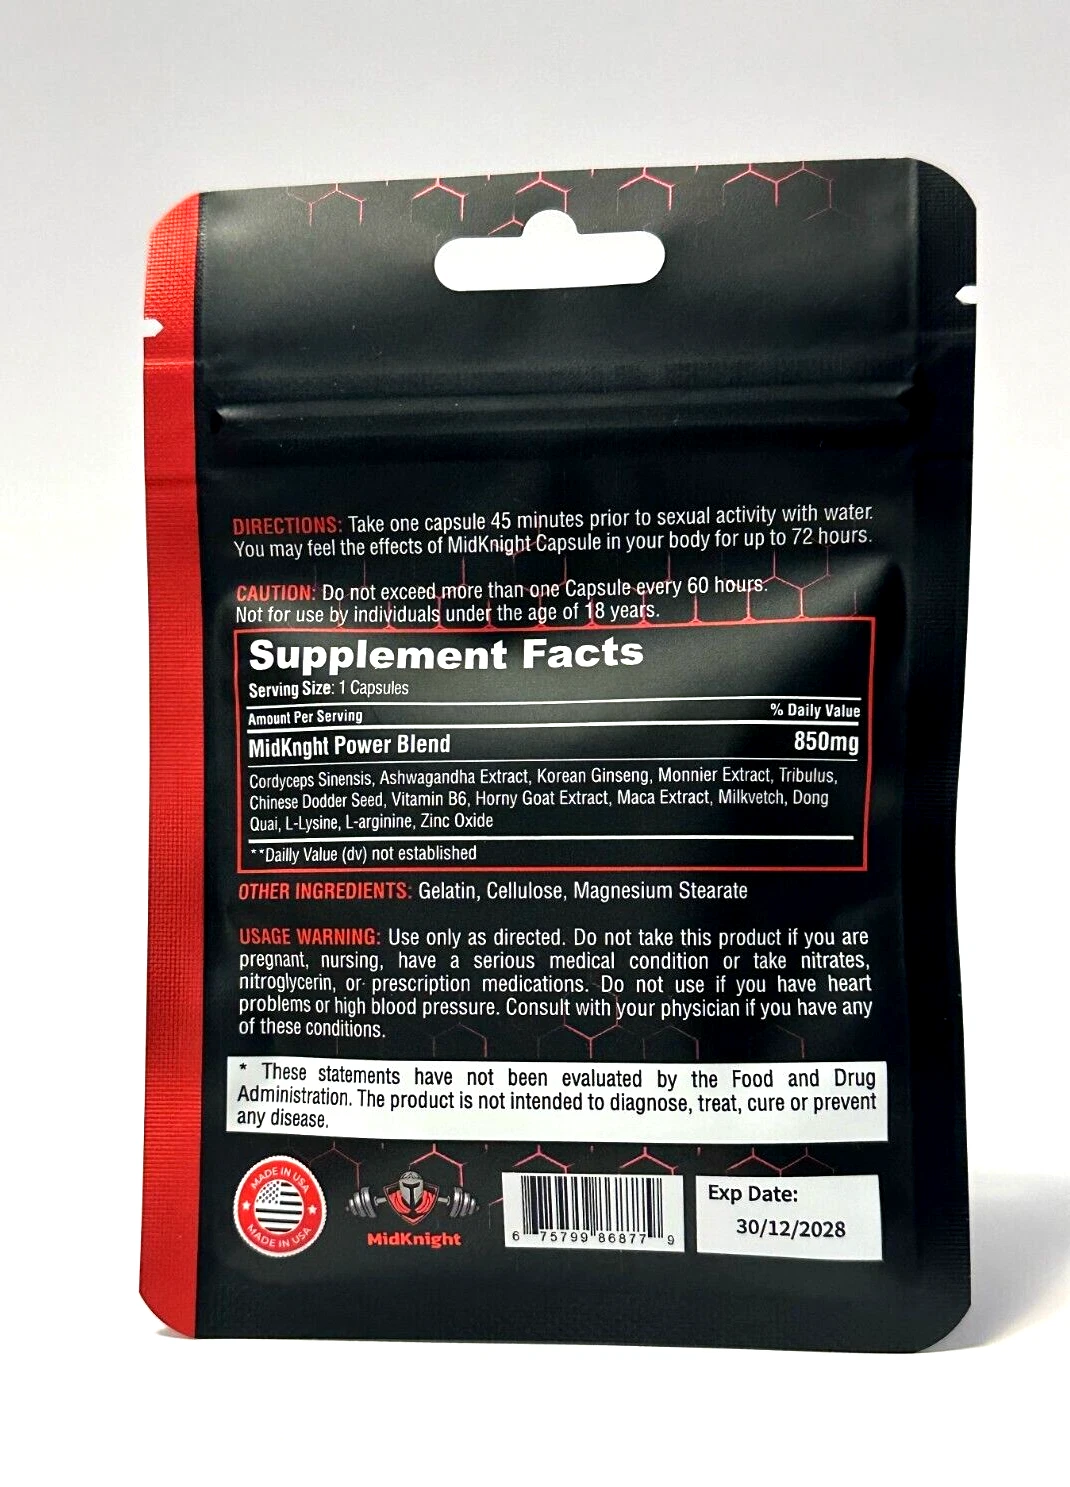 DIRECTIONS: Take one capsule 45 minutes prior to sexual activity with water.
You may feel the effects of MidKnight Capsule in your body for up to 72 hours.
CAUTION: Do not exceed more than one Capsule every 60 hours.
Not for use by individuals under the age of 18 years.
Supplement Facts
Serving Size: 1 Capsules
Amount Per Serving % Daily Value
MidKnght Power Blend 850mg
Cordyceps Sinensis, Ashwagandha Extract, Korean Ginseng, Monnier Extract, Tribulus,
Chinese Dodder Seed, Vitamin B6, Horny Goat Extract, Maca Extract, Milkvetch, Dong
Quai, L-Lysine, L-arginine, Zinc Oxide
**Dailly Value (dv) not established
OTHER INGREDIENTS: Gelatin, Cellulose, Magnesium Stearate
USAGE WARNING: Use only as directed. Do not take this product if you are
pregnant, nursing, have a serious medical condition or take nitrates,
nitroglycerin, or prescription medications. Do not use if you have heart
problems or high blood pressure. Consult with your physician if you have any
of these conditions.
* These statements have not been evaluated by the Food and Drug
Administration. The product is not intended to diagnose, treat, cure or prevent
any disease.
MADE IN USA
MADE IN USA
MidKnight
6 75799 86877 9
Exp Date:
30/12/2028